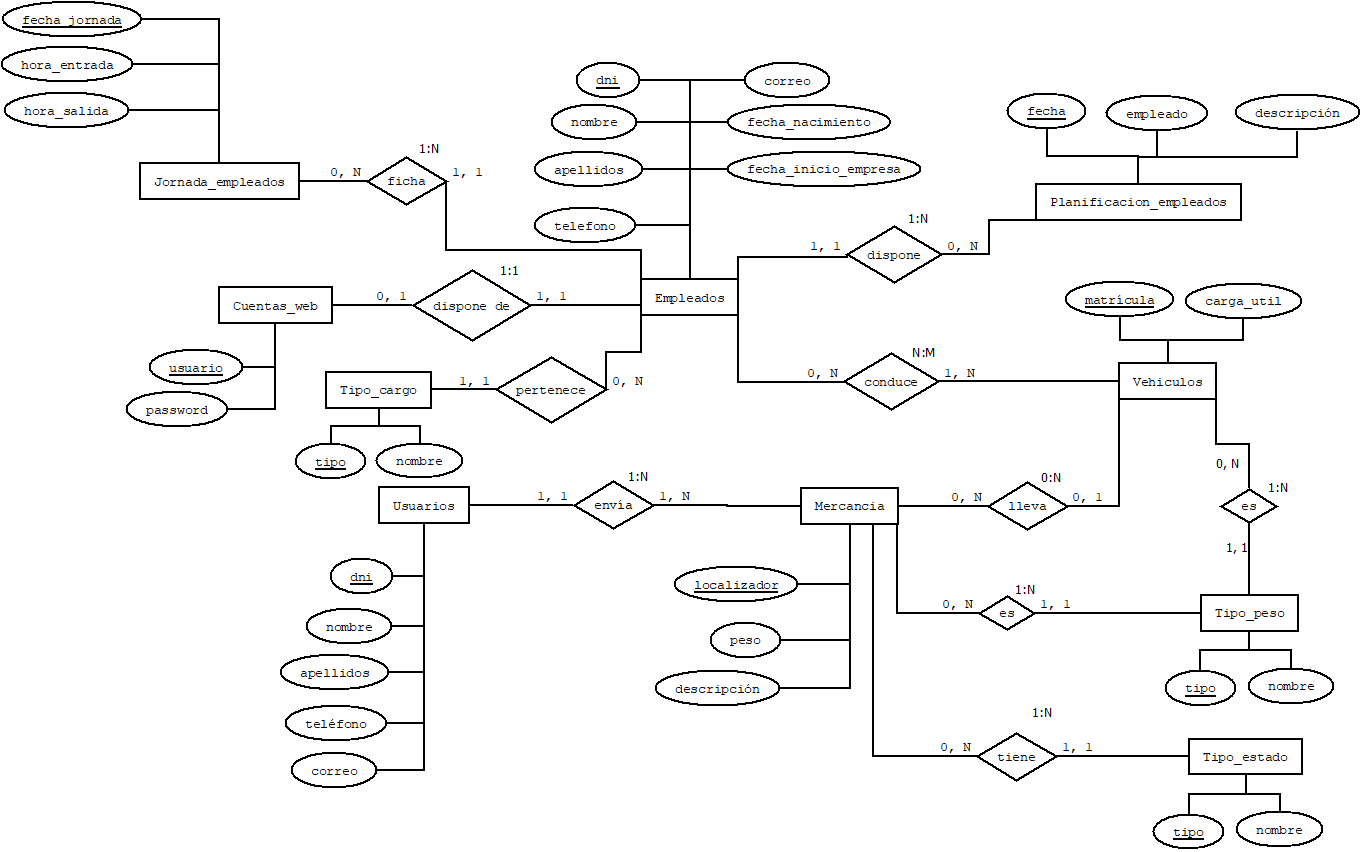 fecha_jornada
hora_entrada
hora_salida
Jornada_empleados
0, N
ficha
1:N
1, 1
dni
correo
nombre
fecha_nacimiento
apellidos
fecha_inicio_empresa
telefono
fecha
empleado
descripción
Planificacion_empleados
1, 1
dispone
1:N
0, N
Empleados
Cuentas_web
0, 1
dispone de
1:1
1, 1
usuario
password
Tipo_cargo
1, 1
pertenece
0, N
tipo
nombre
0, N
conduce
N:M
1, N
matrícula
carga_util
Vehiculos
Usuarios
1, 1
envía
1:N
1, N
Mercancia
0, N
lleva
0:N
0, 1
0, N
es
1:N
1, 1
dni
nombre
apellidos
teléfono
correo
localizador
peso
descripción
0, N
es
1:N
1, 1
Tipo_peso
tipo
nombre
0, N
tiene
1:N
1, 1
Tipo_estado
tipo
nombre